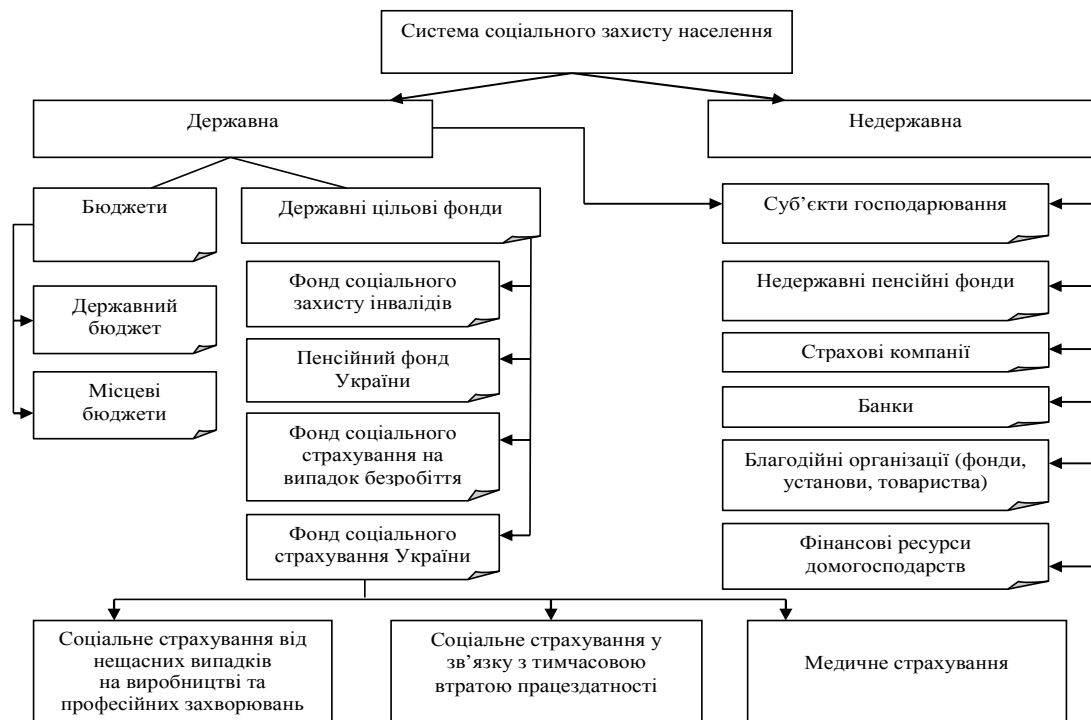 Система соціального захисту населення
Державна
Недержавна
Бюджети
Державні цільові фонди
Суб’єкти господарювання
Фонд соціального
захисту інвалідів
Недержавні пенсійні фонди
Державний
бюджет
Пенсійний фонд
України
Страхові компанії
Місцеві
бюджети
Банки
Фонд соціального
страхування на
випадок безробіття
Благодійні організації (фонди,
установи, товариства)
Фонд соціального
страхування України
Фінансові ресурси
домогосподарств
Соціальне страхування від
нещасних випадків
на виробництві та
професійних захворювань
Соціальне страхування у
зв’язку з тимчасовою
втратою працездатності
Медичне страхування